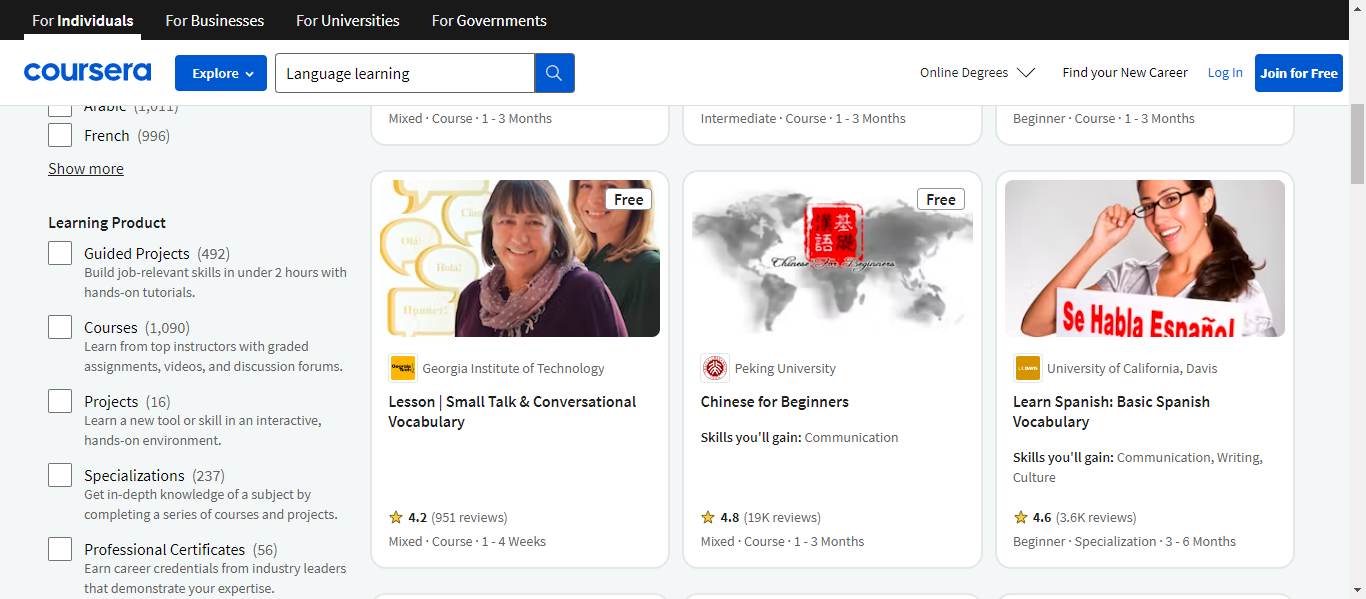 For Individuals
For Businesses
For Universities
For Governments
coursera
Explore
Language learning
Online Degrees
Find your New Career
Log In
Join for Free
Arabic (1,011)
French (996)
Show more
Learning Product
Guided Projects (492)
Build job-relevant skills in under 2 hours with
hands-on tutorials.
Courses (1,090)
Learn from top instructors with graded
assignments, videos, and discussion forums.
Projects (16)
Learn a new tool or skill in an interactive,
hands-on environment.
Specializations (237)
Get in-depth knowledge of a subject by
completing a series of courses and projects.
Professional Certificates (56)
Earn career credentials from industry leaders
that demonstrate your expertise.
Mixed · Course · 1 - 3 Months
Intermediate · Course · 1 - 3 Months
Beginner · Course · 1 - 3 Months
Free
Olá!
Hola!
Привет!
Georgia Institute of Technology
Lesson | Small Talk & Conversational
Vocabulary
4.2 (951 reviews)
Mixed · Course · 1 - 4 Weeks
Free
漢語
基礎
Chinese For Beginners
Peking University
Chinese for Beginners
Skills you'll gain: Communication
4.8 (19K reviews)
Mixed · Course · 1 - 3 Months
Se Habla Español
UC DAVIS
University of California, Davis
Learn Spanish: Basic Spanish
Vocabulary
Skills you'll gain: Communication, Writing,
Culture
4.6 (3.6K reviews)
Beginner · Specialization · 3 - 6 Months